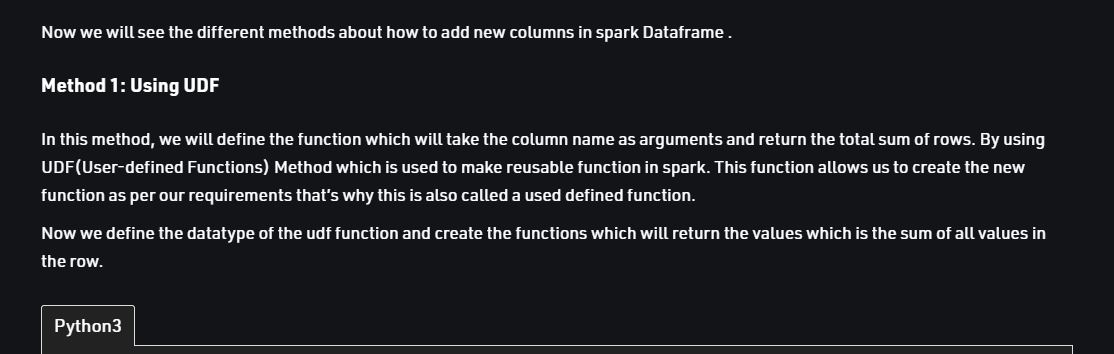 Now we will see the different methods about how to add new columns in spark Dataframe .
Method 1: Using UDF
In this method, we will define the function which will take the column name as arguments and return the total sum of rows. By using
UDF(User-defined Functions) Method which is used to make reusable function in spark. This function allows us to create the new
function as per our requirements that's why this is also called a used defined function.
Now we define the datatype of the udf function and create the functions which will return the values which is the sum of all values in
the row.
Python3